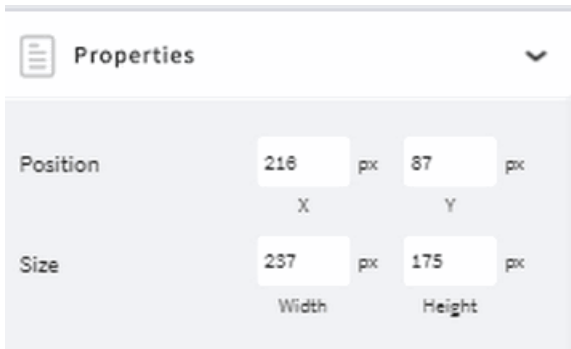 Properties
Position 216 px 87 px
X Y
Size 237 px 175 px
Width Height